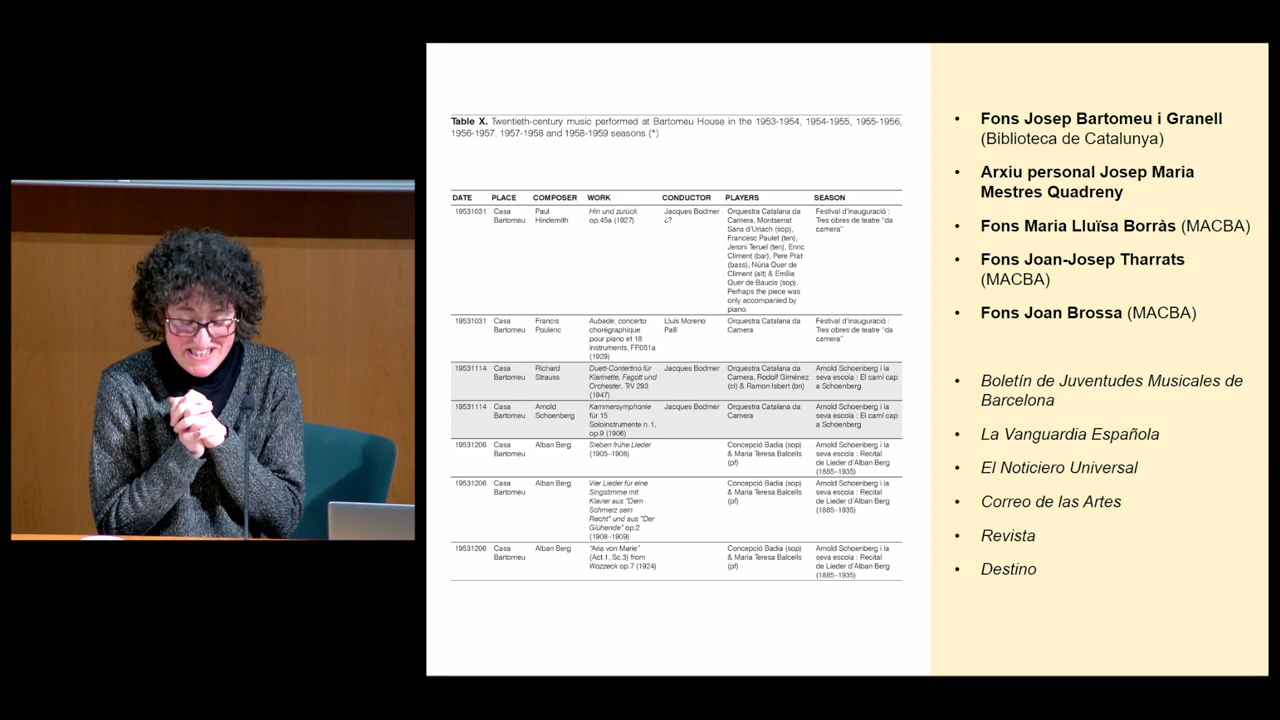 Table X. Twentieth-century music performed at Bartomeu House in the 1953-1954, 1954-1955, 1955-1956,
1956-1957, 1957-1958 and 1958-1959 seasons (*)
DATE PLACE COMPOSER WORK CONDUCTOR PLAYERS SEASON
19531031 Casa Paul Hin und zurück Jacques Bodmer Orquestra Catalana da Festival d'inauguració :
Bartomeu Hindemith op.45a (1927) ¿? Camera, Montserrat Tres obres de teatre "da
Sans d'Uriach (sop), camera"
Francesc Paulet (ten),
Jeroni Teruel (ten), Enric
Climent (bar), Pere Prat
(bass), Núria Quer de
Climent (alt) & Emília
Quer de Baucis (sop).
Perhaps the piece was
only accompanied by
piano.
19531031 Casa Francis Aubade, concerto Lluís Moreno Orquestra Catalana da Festival d'inauguració :
Bartomeu Poulenc chorégraphique Pallí Camera Tres obres de teatre "da
pour piano et 18 camera"
instruments, FP.051a
(1929)
19531114 Casa Richard Duett-Contertino für Jacques Bodmer Orquestra Catalana da Arnold Schoenberg i la
Bartomeu Strauss Klarinette, Fagott und Camera, Rodolf Giménez seva escola : El camí cap
Orchester, TrV 293 (cl) & Ramon Isbert (bn) a Schoenberg
(1947)
19531114 Casa Arnold Kammersymphonie Jacques Bodmer Orquestra Catalana da Arnold Schoenberg i la
Bartomeu Schoenberg für 15 Camera seva escola : El camí cap
Soloinstrumente n.1, a Schoenberg
op.9 (1906)
19531206 Casa Alban Berg Sieben frühe Lieder Concepció Badia (sop) Arnold Schoenberg i la
Bartomeu (1905–1908) & Maria Teresa Balcells seva escola : Recital
(pf) de Lieder d'Alban Berg
(1885–1935)
19531206 Casa Alban Berg Vier Lieder für eine Concepció Badia (sop) Arnold Schoenberg i la
Bartomeu Singstimme mit & Maria Teresa Balcells seva escola : Recital
Klavier aus "Dem (pf) de Lieder d'Alban Berg
Schmerz sein (1885–1935)
Recht" und aus "Der
Glühende" op.2
(1908–1909)
19531206 Casa Alban Berg "Aria von Marie" Concepció Badia (sop) Arnold Schoenberg i la
Bartomeu (Act.1, Sc.3) from & Maria Teresa Balcells seva escola : Recital
Wozzeck op.7 (1924) (pf) de Lieder d'Alban Berg
(1885–1935)
• Fons Josep Bartomeu i Granell
(Biblioteca de Catalunya)
• Arxiu personal Josep Maria
Mestres Quadreny
• Fons Maria Lluïsa Borràs (MACBA)
• Fons Joan-Josep Tharrats
(MACBA)
• Fons Joan Brossa (MACBA)
• Boletín de Juventudes Musicales de
Barcelona
• La Vanguardia Española
• El Noticiero Universal
• Correo de las Artes
• Revista
• Destino